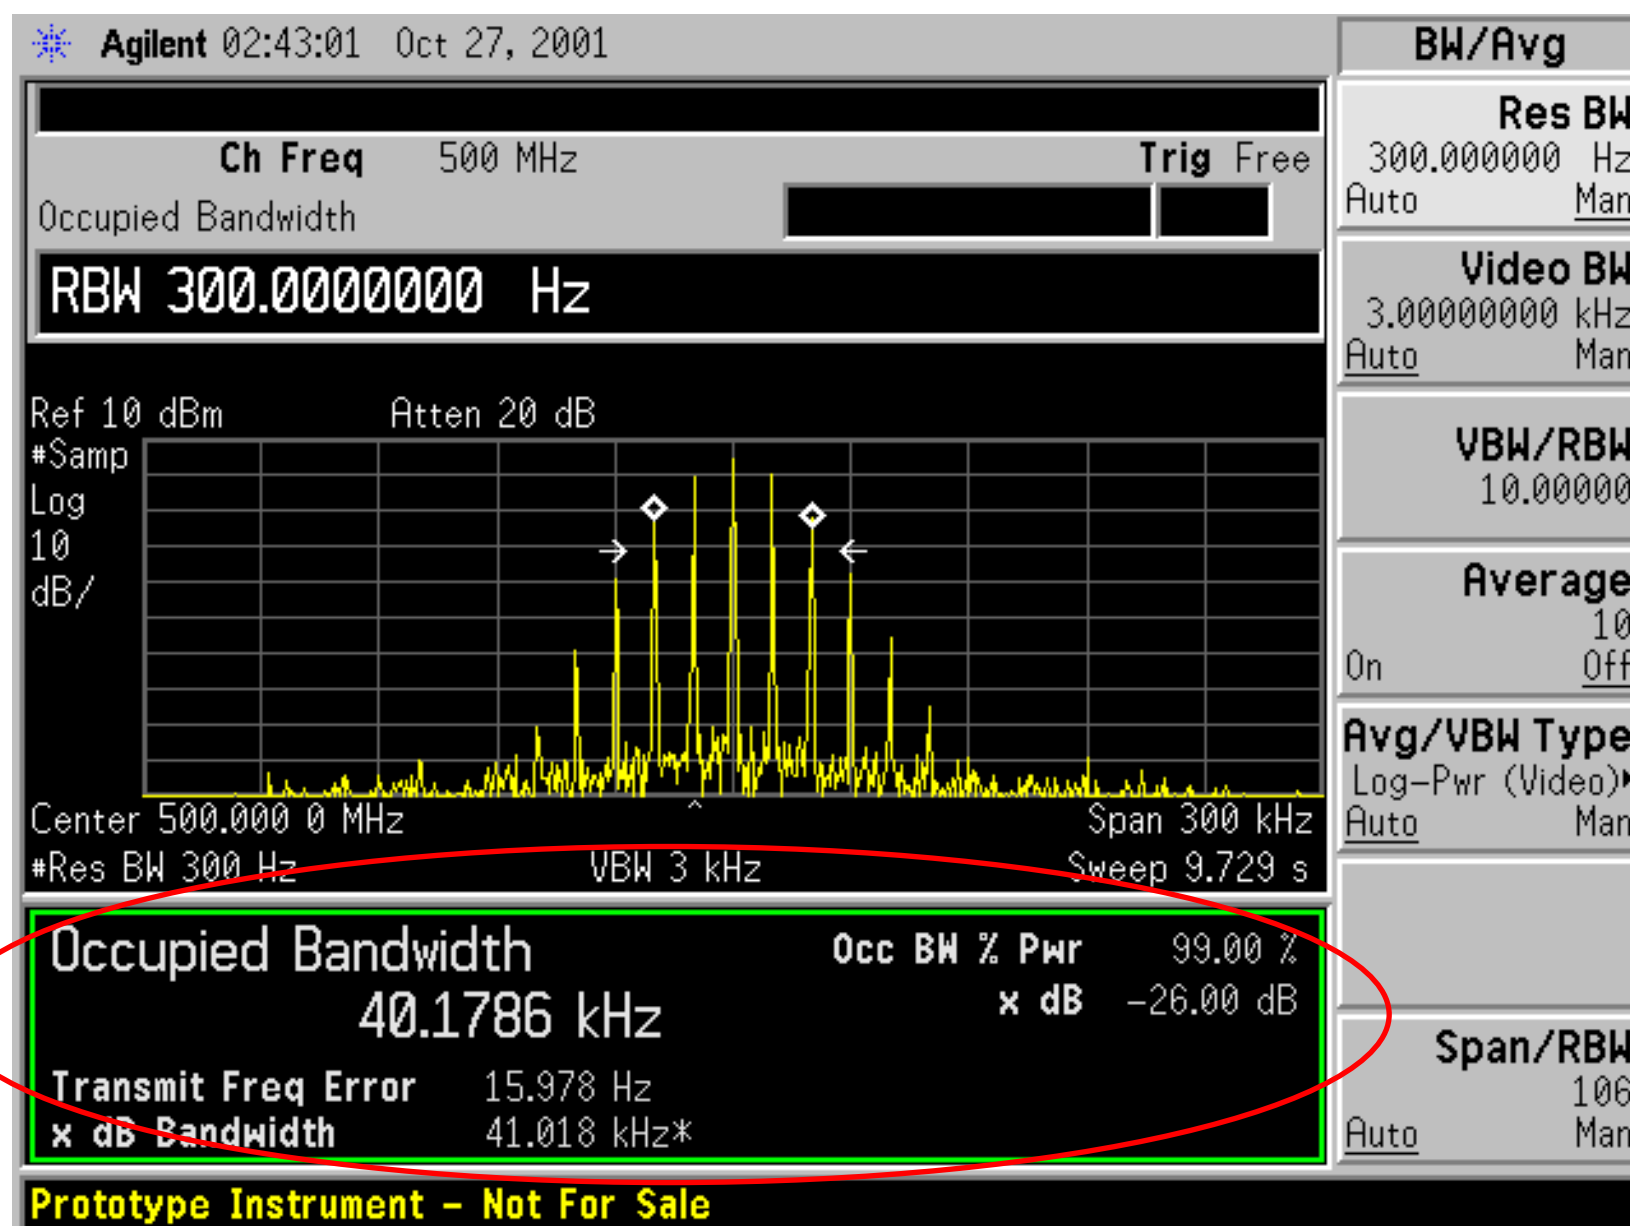 Agilent 02:43:01 Oct 27, 2001
BW/Avg
Ch Freq 500 MHz Trig Free
Occupied Bandwidth
RBW 300.0000000 Hz
Ref 10 dBm Atten 20 dB
#Samp
Log
10
dB/
Center 500.000 0 MHz Span 300 kHz
#Res BW 300 Hz VBW 3 kHz Sweep 9.729 s
Occupied Bandwidth
40.1786 kHz
Occ BW % Pwr 99.00 %
x dB -26.00 dB
Transmit Freq Error 15.978 Hz
x dB Bandwidth 41.018 kHz*
Res BW
300.000000 Hz
Auto Man
Video BW
3.00000000 kHz
Auto Man
VBW/RBW
10.00000
Average
10
On Off
Avg/VBW Type
Log-Pwr (Video)
Auto Man
Span/RBW
106
Auto Man
Prototype Instrument - Not For Sale